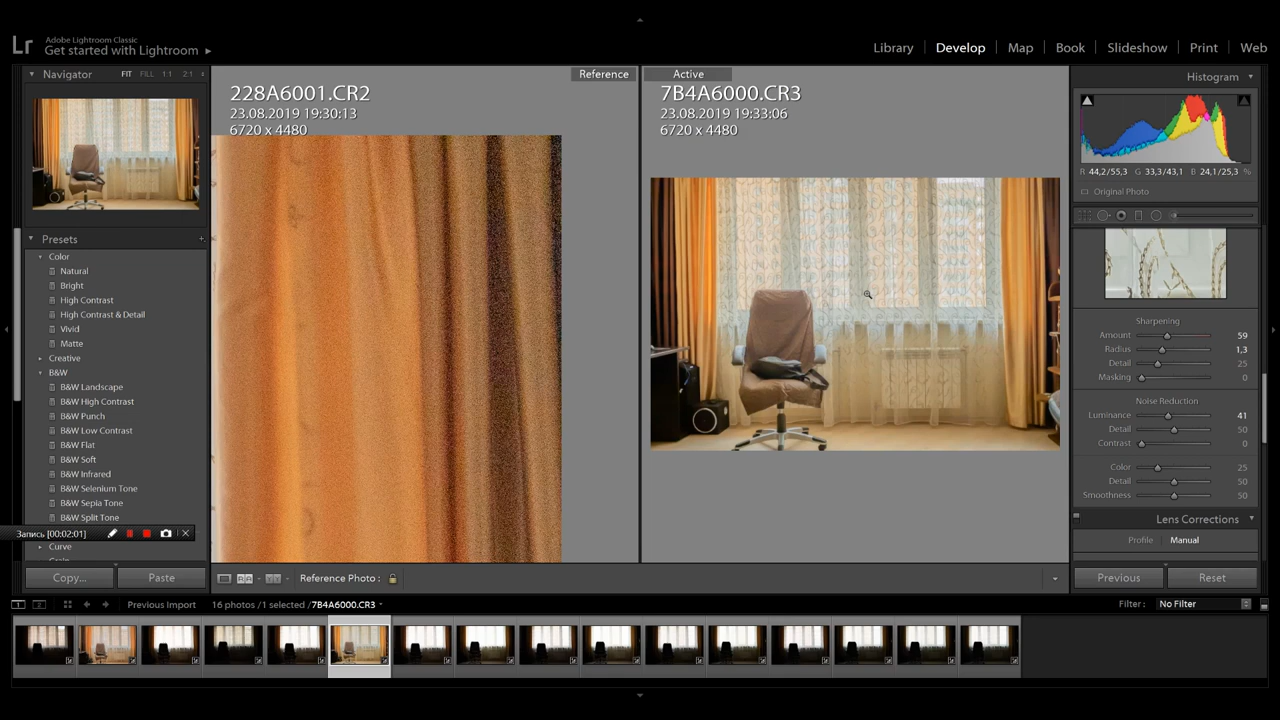 Lr
Adobe Lightroom Classic
Get started with Lightroom ▶
Library | Develop | Map | Book | Slideshow | Print | Web
Navigator FIT FILL 1:1 2:1
Presets +
Color
Natural
Bright
High Contrast
High Contrast & Detail
Vivid
Matte
Creative
B&W
B&W Landscape
B&W High Contrast
B&W Punch
B&W Low Contrast
B&W Flat
B&W Soft
B&W Infrared
B&W Selenium Tone
B&W Sepia Tone
B&W Split Tone
Запись [00:02:01]
Curve
Copy... Paste
Reference
228A6001.CR2
23.08.2019 19:30:13
6720 x 4480
Active
7B4A6000.CR3
23.08.2019 19:33:06
6720 x 4480
Reference Photo :
Histogram
R 44,2/55,3 G 33,3/43,1 B 24,1/25,3 %
Original Photo
Sharpening
Amount 59
Radius 1,3
Detail 25
Masking 0
Noise Reduction
Luminance 41
Detail 50
Contrast 0
Color 25
Detail 50
Smoothness 50
Lens Corrections
Profile Manual
Previous Reset
1 2 Previous Import 16 photos /1 selected /7B4A6000.CR3
Filter : No Filter